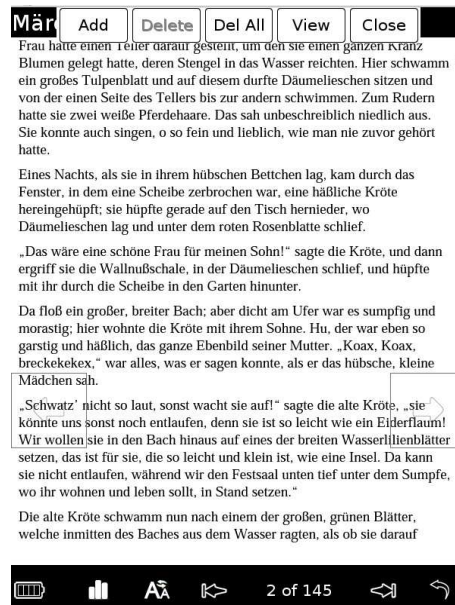 Mär
Add
Delete
Del All
View
Close
Frau hatte einen Teller darauf gestellt, um den sie einen ganzen Kranz
Blumen gelegt hatte, deren Stengel in das Wasser reichten. Hier schwamm
ein großes Tulpenblatt und auf diesem durfte Däumelieschen sitzen und
von der einen Seite des Tellers bis zur andern schwimmen. Zum Rudern
hatte sie zwei weiße Pferdehaare. Das sah unbeschreiblich niedlich aus.
Sie konnte auch singen, o so fein und lieblich, wie man nie zuvor gehört
hatte.
Eines Nachts, als sie in ihrem hübschen Bettchen lag, kam durch das
Fenster, in dem eine Scheibe zerbrochen war, eine häßliche Kröte
hereingehüpft; sie hüpfte gerade auf den Tisch hernieder, wo
Däumelieschen lag und unter dem roten Rosenblatte schlief.
„Das wäre eine schöne Frau für meinen Sohn!“ sagte die Kröte, und dann
ergriff sie die Wallnußschale, in der Däumelieschen schlief, und hüpfte
mit ihr durch die Scheibe in den Garten hinunter.
Da floß ein großer, breiter Bach; aber dicht am Ufer war es sumpfig und
morastig; hier wohnte die Kröte mit ihrem Sohne. Hu, der war eben so
garstig und häßlich, das ganze Ebenbild seiner Mutter. „Koax, Koax,
breckekekex,“ war alles, was er sagen konnte, als er das hübsche, kleine
Mädchen sah.
„Schwatz’ nicht so laut, sonst wacht sie auf!“ sagte die alte Kröte, „sie
könnte uns sonst noch entlaufen, denn sie ist so leicht wie ein Eiderflaum!
Wir wollen sie in den Bach hinaus auf eines der breiten Wasserlilienblätter
setzen, das ist für sie, die so leicht und klein ist, wie eine Insel. Da kann
sie nicht entlaufen, während wir den Festsaal unten tief unter dem Sumpfe,
wo ihr wohnen und leben sollt, in Stand setzen.“
Die alte Kröte schwamm nun nach einem der großen, grünen Blätter,
welche inmitten des Baches aus dem Wasser ragten, als ob sie darauf
2 of 145